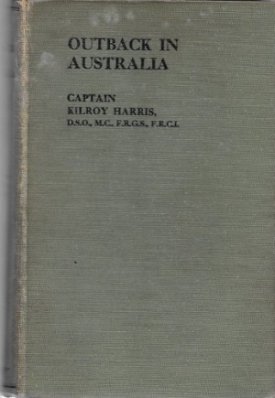 OUTBACK IN
AUSTRALIA
CAPTAIN
KILROY HARRIS,
D.S.O., M.C., F.R.G.S., F.R.C.I.